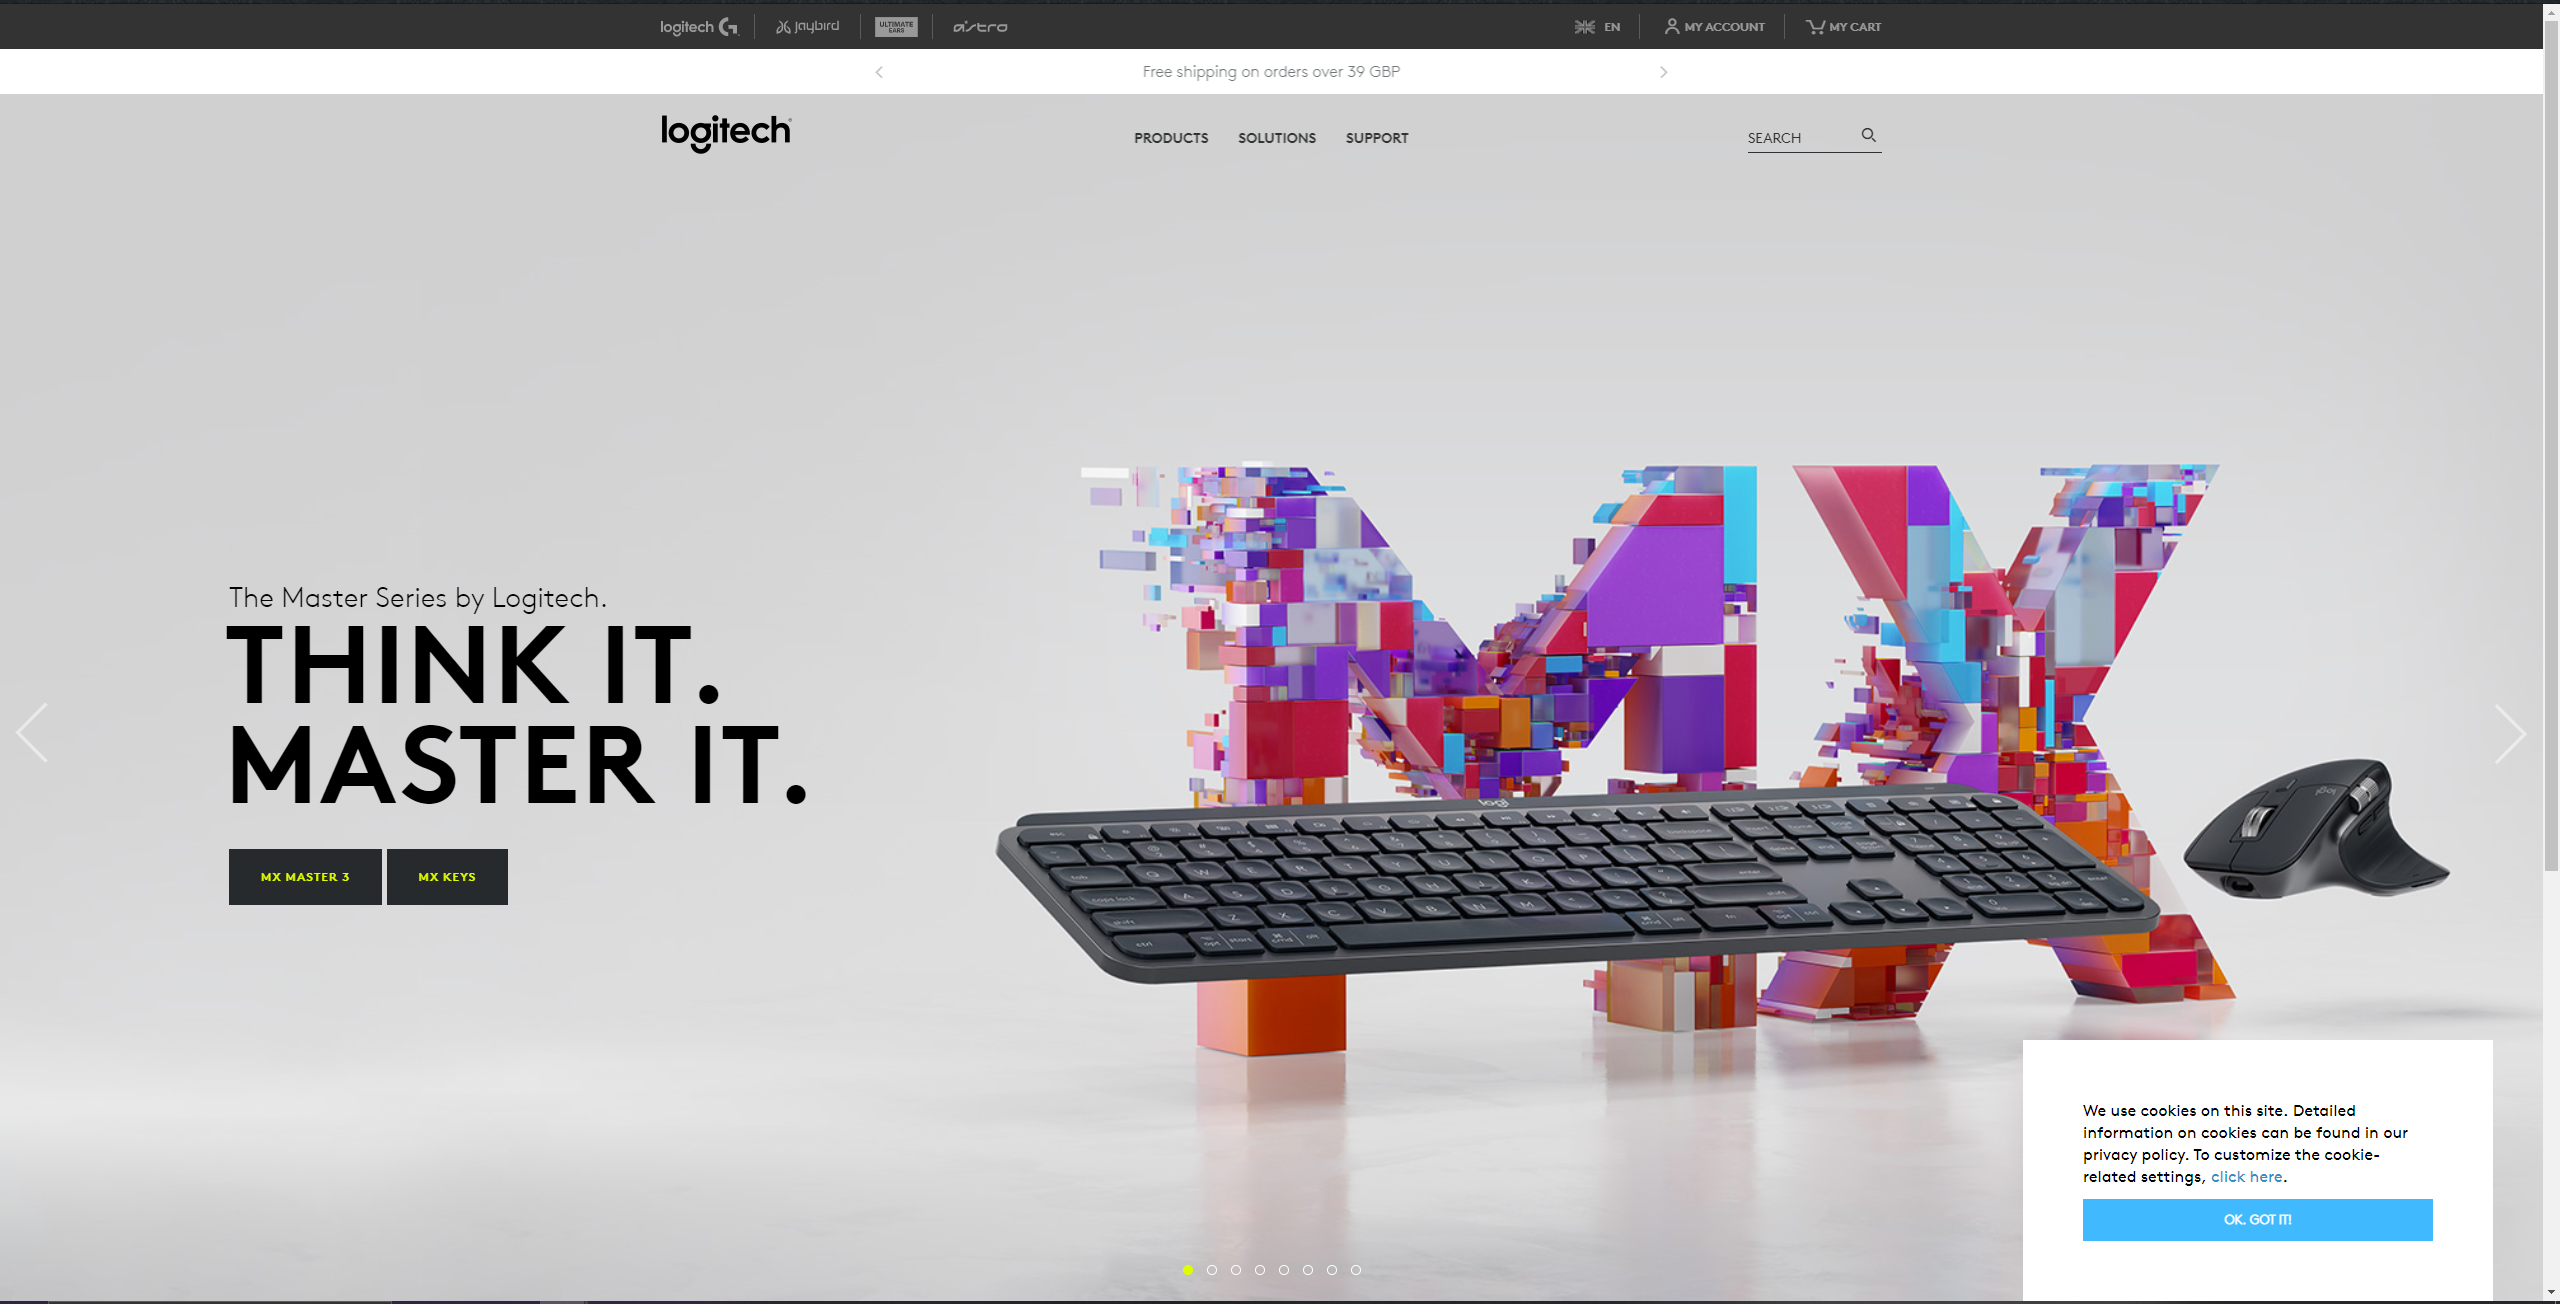 logitech G
jaybird
ULTIMATE EARS
ASTRO
EN
MY ACCOUNT
MY CART
Free shipping on orders over 39 GBP
logitech
PRODUCTS
SOLUTIONS
SUPPORT
SEARCH
The Master Series by Logitech.
THINK IT.
MASTER IT.
MX MASTER 3
MX KEYS
MX
logi
logi
We use cookies on this site. Detailed
information on cookies can be found in our
privacy policy. To customize the cookie-
related settings, click here.
OK, GOT IT!